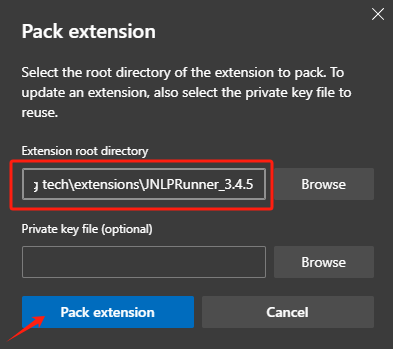 Pack extension
Select the root directory of the extension to pack. To
update an extension, also select the private key file to
reuse.
Extension root directory
g tech\extensions\JNLPRunner_3.4.5
Browse
Private key file (optional)
Browse
Pack extension
Cancel